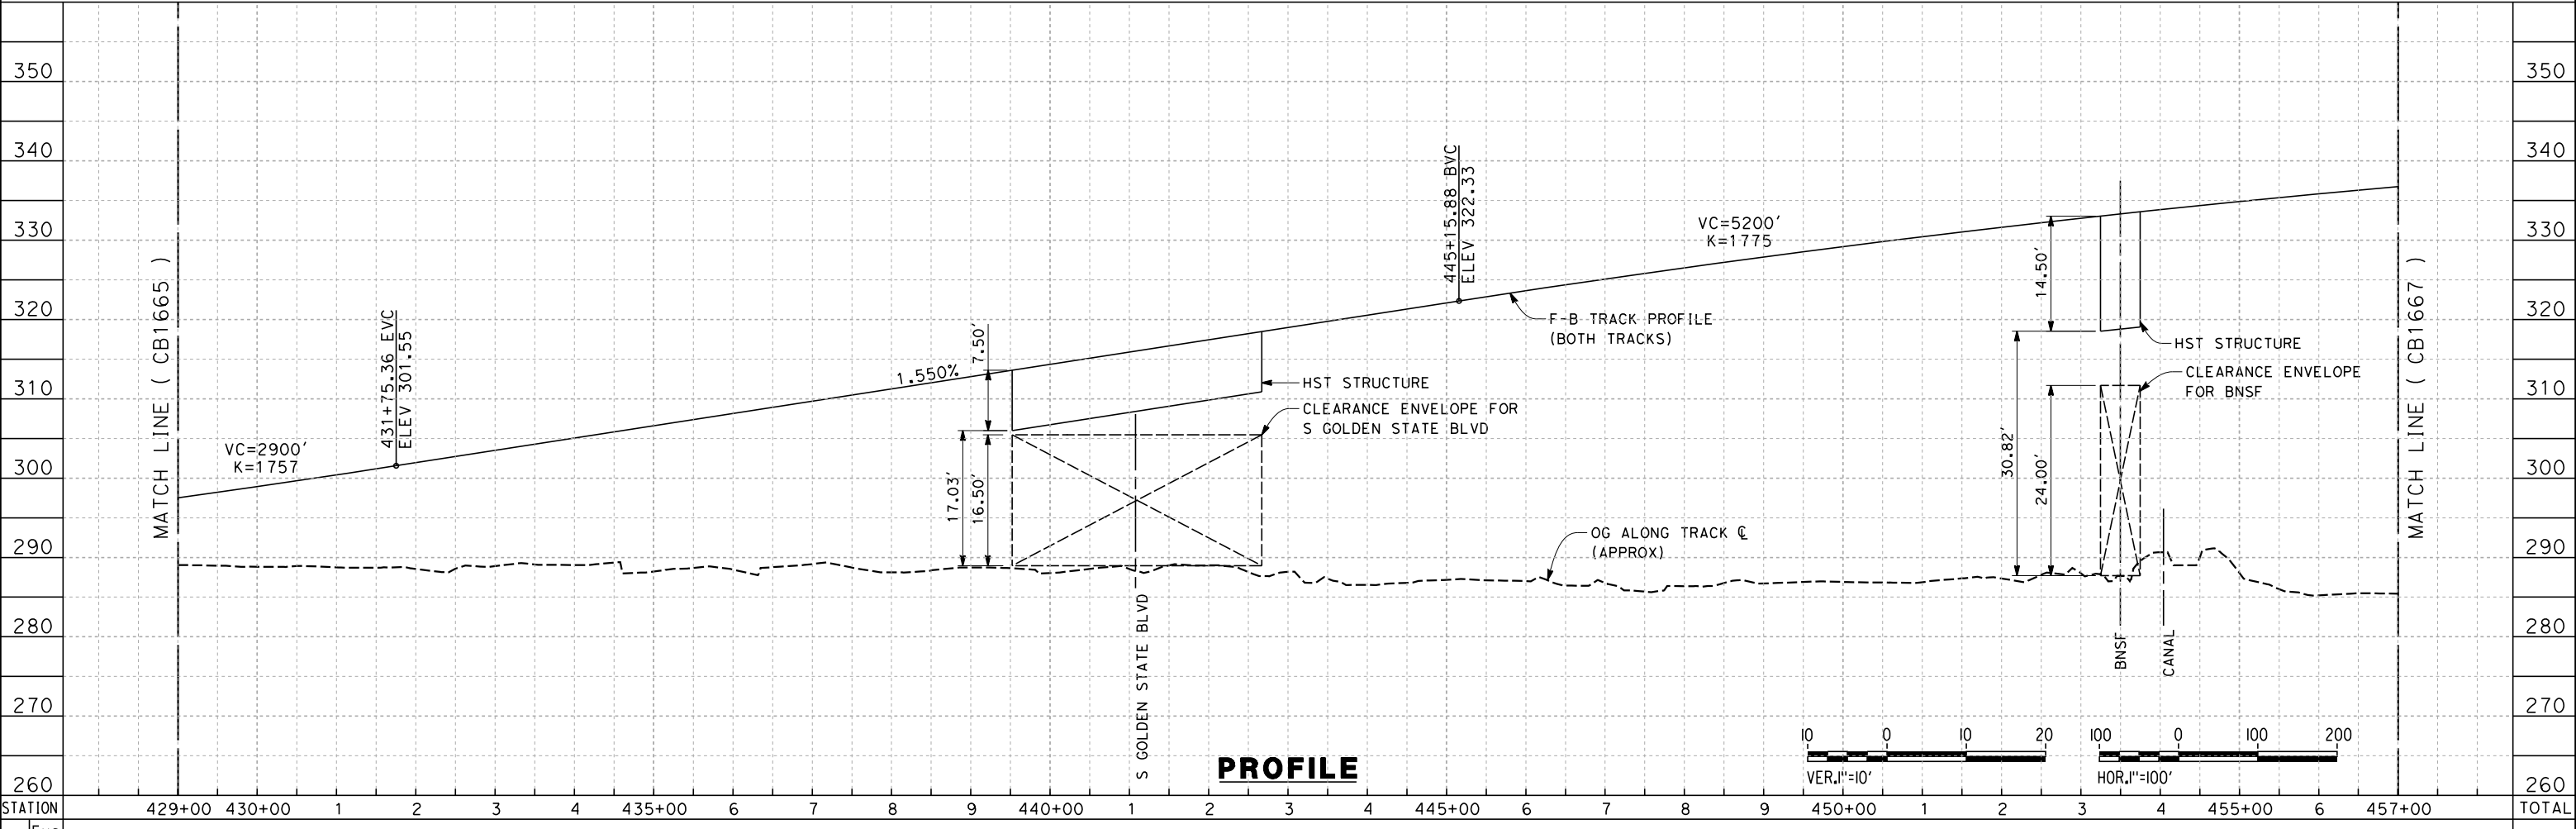 350
340
330
320
310
300
290
280
270
260
MATCH LINE ( CB1665 )
VC=2900'
K=1757
431+75.36 EVC
ELEV 301.55
1.550%
7.50'
17.03'
16.50'
HST STRUCTURE
CLEARANCE ENVELOPE FOR
S GOLDEN STATE BLVD
S GOLDEN STATE BLVD
445+15.88 BVC
ELEV 322.33
F-B TRACK PROFILE
(BOTH TRACKS)
VC=5200'
K=1775
OG ALONG TRACK ℄
(APPROX)
14.50'
30.82'
24.00'
HST STRUCTURE
CLEARANCE ENVELOPE
FOR BNSF
BNSF
CANAL
MATCH LINE ( CB1667 )
350
340
330
320
310
300
290
280
270
260
PROFILE
10 0 10 20
VER.1"=10'
100 0 100 200
HOR.1"=100'
STATION 429+00 430+00 1 2 3 4 435+00 6 7 8 9 440+00 1 2 3 4 445+00 6 7 8 9 450+00 1 2 3 4 455+00 6 457+00 TOTAL